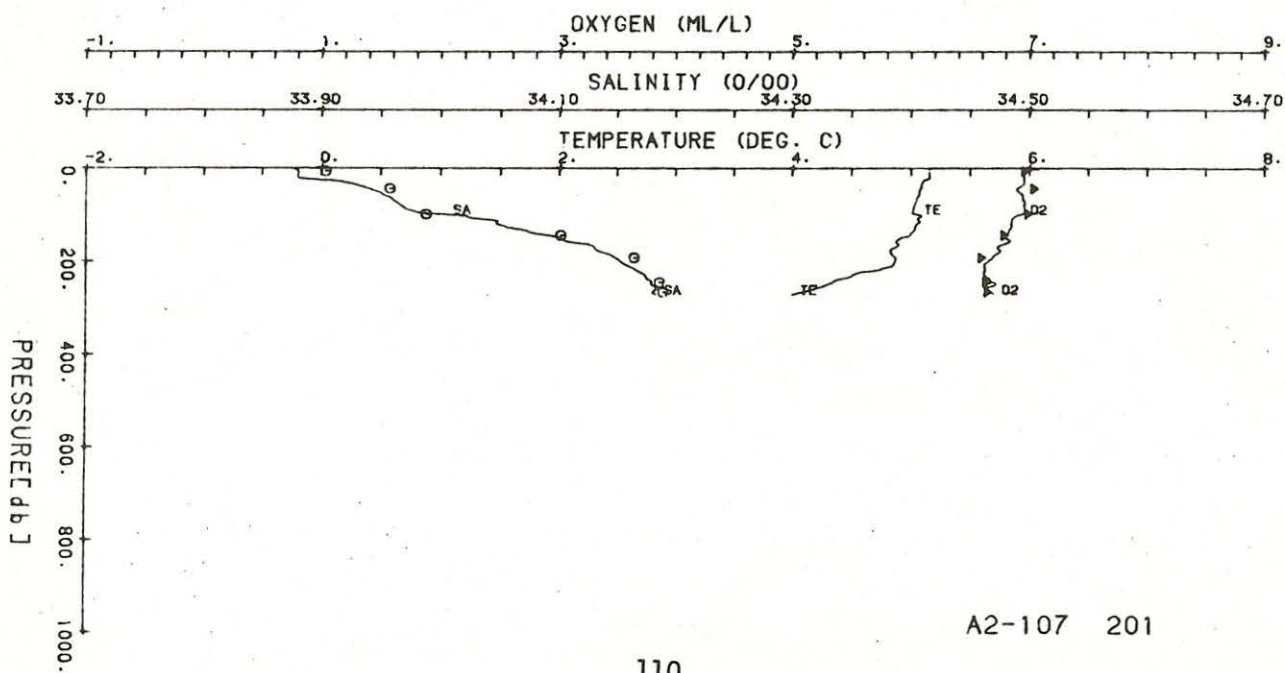 OXYGEN (ML/L)
-1. 1. 3. 5. 7. 9.
SALINITY (O/OO)
33.70 33.90 34.10 34.30 34.50 34.70
TEMPERATURE (DEG. C)
-2. 0. 2. 4. 6. 8.
0.
SA TE O2
200.
SA TE O2
400.
600.
800.
1000.
PRESSURE[db]
A2-107 201
110